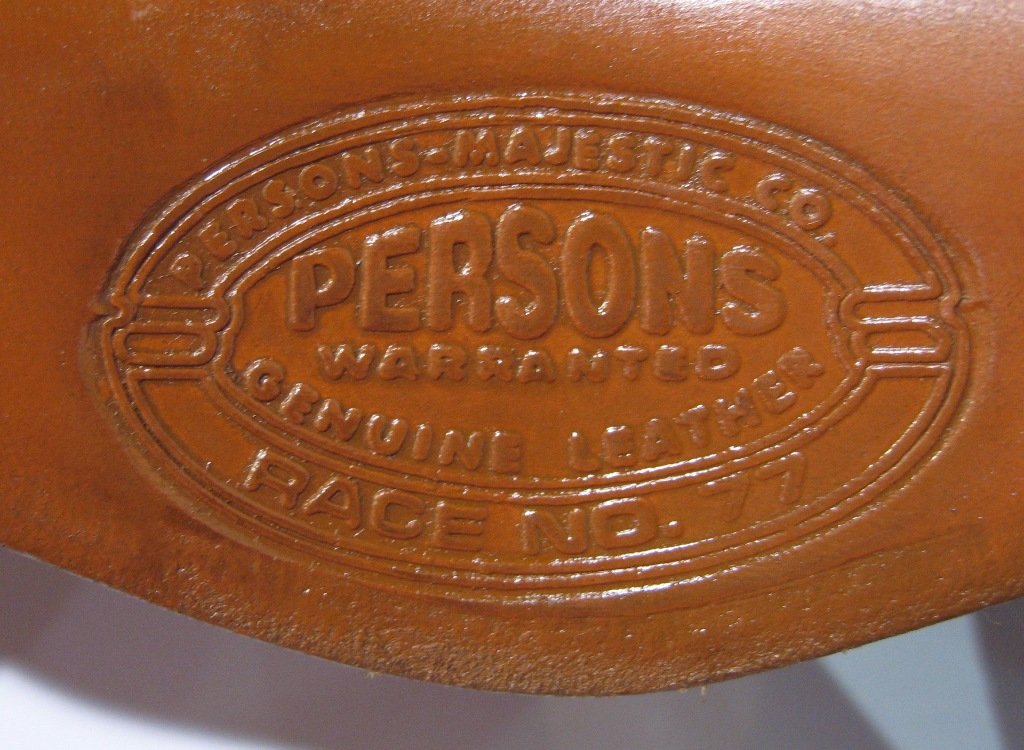 PERSONS-MAJESTIC CO.
PERSONS
WARRANTED
GENUINE LEATHER
RACE NO. 77